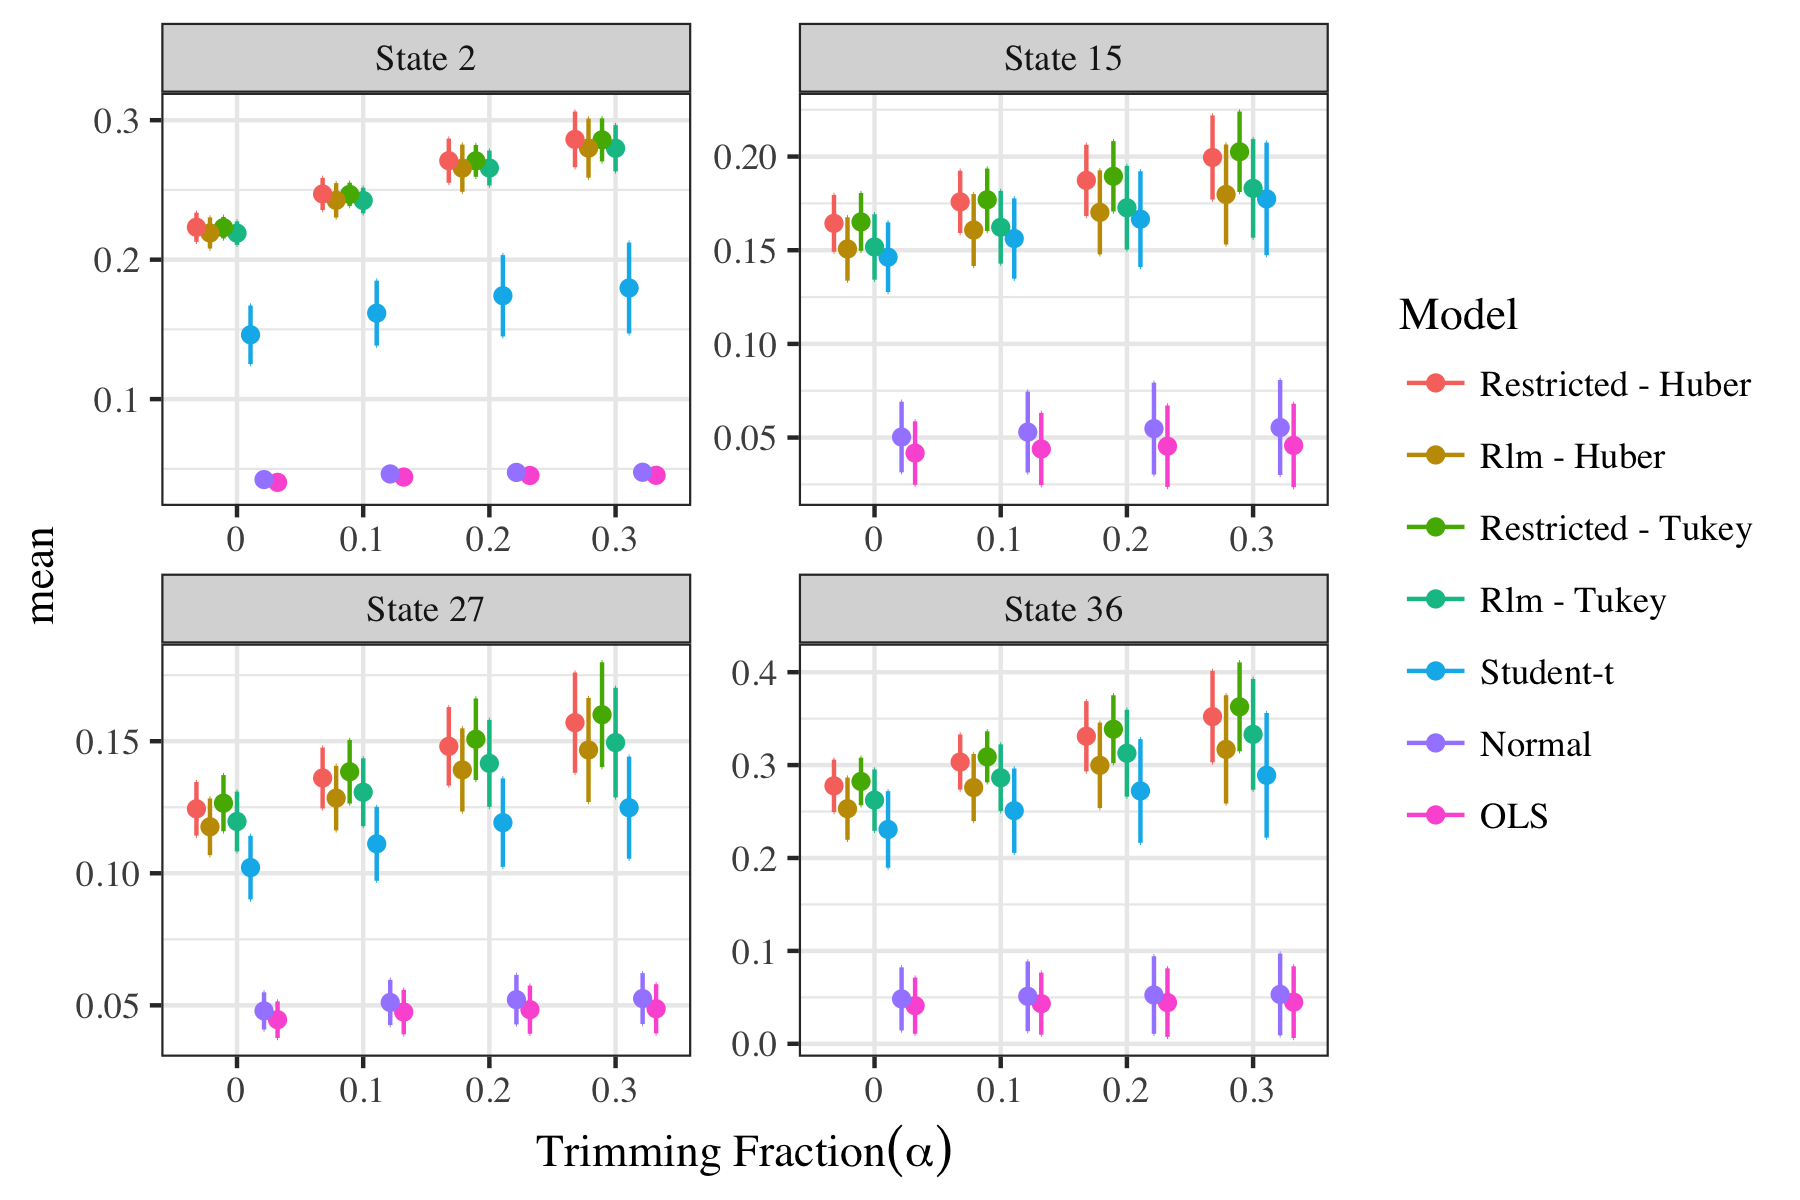 State 2
State 15
0.3
0.2
0.1
0.20
0.15
0.10
0.05
0 0.1 0.2 0.3
0 0.1 0.2 0.3
State 27
State 36
0.15
0.10
0.05
0.4
0.3
0.2
0.1
0.0
0 0.1 0.2 0.3
0 0.1 0.2 0.3
mean
Trimming Fraction(α)
Model
Restricted - Huber
Rlm - Huber
Restricted - Tukey
Rlm - Tukey
Student-t
Normal
OLS